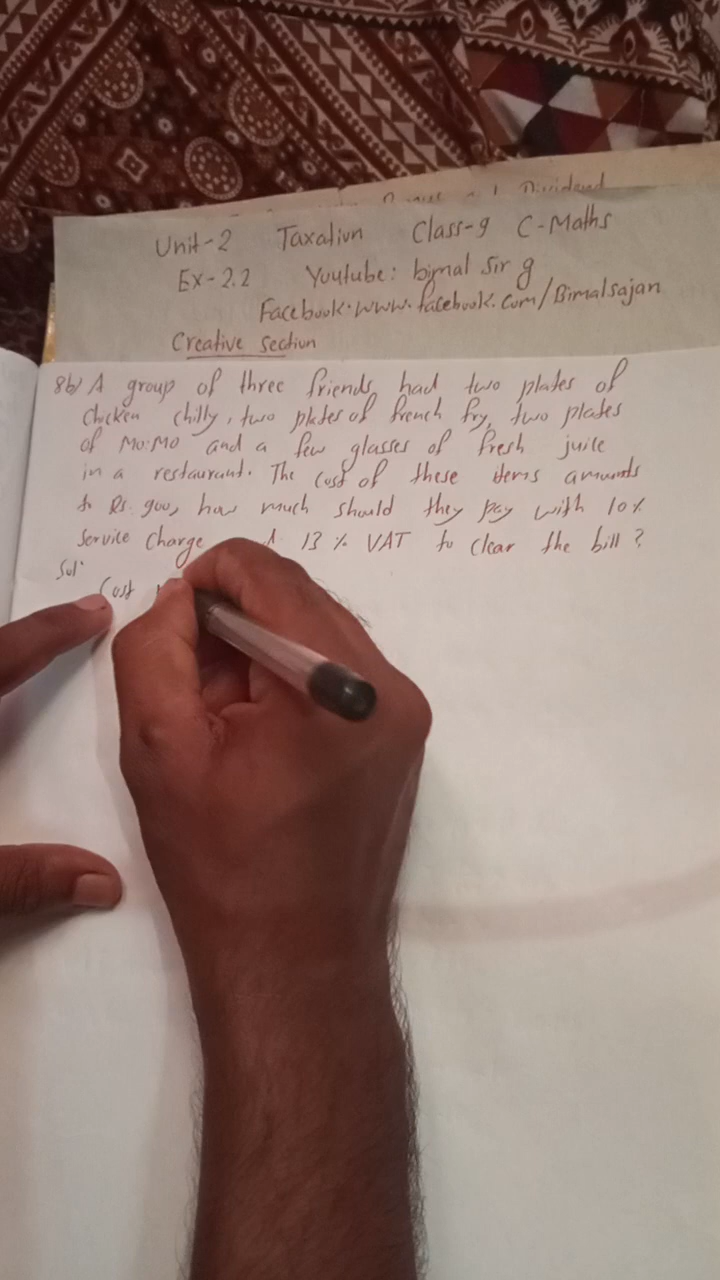 Dividend
Unit-2 Taxation Class-9 C-Maths
Ex-2.2 Youtube: bimal sir g
Facebook:www.facebook.com/Bimalsajan
Creative section
8b) A group of three friends had two plates of
Chicken chilly, two plates of french fry, two plates
of Mo:Mo and a few glasses of fresh juice
in a restaurant. The cost of these items amounts
to Rs. 900, how much should they pay with 10%
Service charge 13% VAT to clear the bill?
Solⁿ
Cost